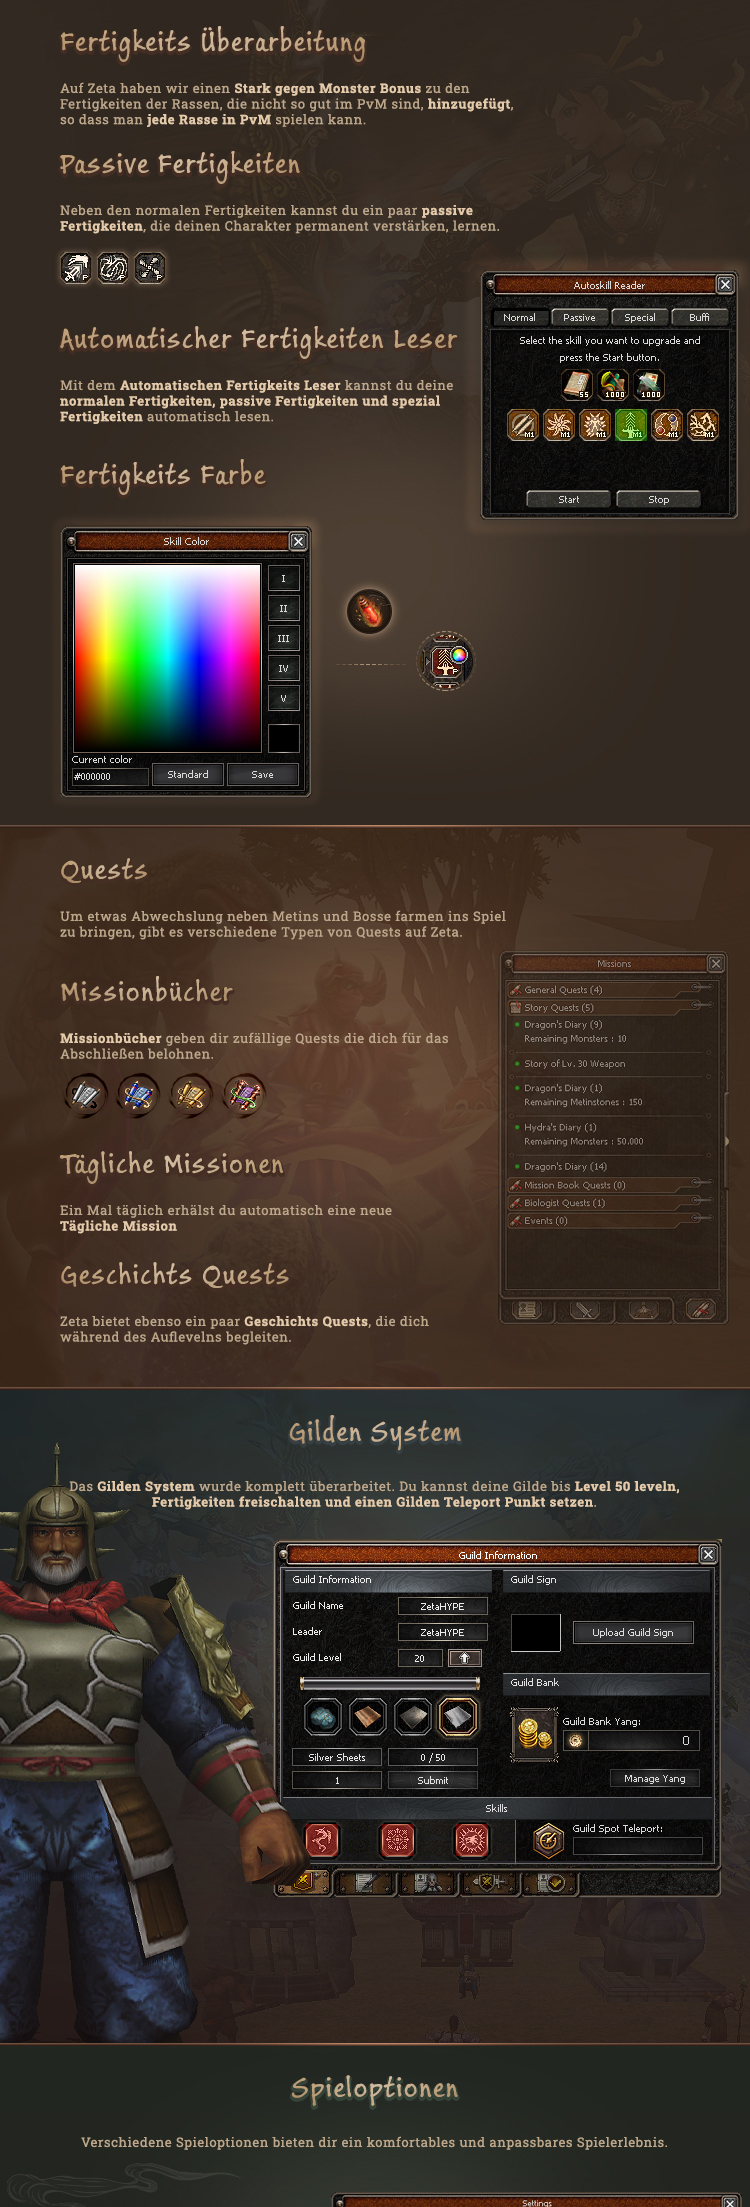 Fertigkeits Überarbeitung
Auf Zeta haben wir einen Stark gegen Monster Bonus zu den
Fertigkeiten der Rassen, die nicht so gut im PvM sind, hinzugefügt,
so dass man jede Rasse in PvM spielen kann.
Passive Fertigkeiten
Neben den normalen Fertigkeiten kannst du ein paar passive
Fertigkeiten, die deinen Charakter permanent verstärken, lernen.
P P P
Autoskill Reader
Normal Passive Special Buffi
Select the skill you want to upgrade and
press the Start button.
55 1000 1000
M1 M1 M1 M1 M1 M1
Start Stop
Automatischer Fertigkeiten Leser
Mit dem Automatischen Fertigkeits Leser kannst du deine
normalen Fertigkeiten, passive Fertigkeiten und spezial
Fertigkeiten automatisch lesen.
Fertigkeits Farbe
Skill Color
I
II
III
IV
V
Current color
#000000 Standard Save
P
Quests
Um etwas Abwechslung neben Metins und Bosse farmen ins Spiel
zu bringen, gibt es verschiedene Typen von Quests auf Zeta.
Missionbücher
Missionbücher geben dir zufällige Quests die dich für das
Abschließen belohnen.
Tägliche Missionen
Ein Mal täglich erhälst du automatisch eine neue
Tägliche Mission
Geschichts Quests
Zeta bietet ebenso ein paar Geschichts Quests, die dich
während des Auflevelns begleiten.
Missions
General Quests (4)
Story Quests (5)
Dragon's Diary (9)
Remaining Monsters : 10
Story of Lv. 30 Weapon
Dragon's Diary (1)
Remaining Metinstones : 150
Hydra's Diary (1)
Remaining Monsters : 50.000
Dragon's Diary (14)
Mission Book Quests (0)
Biologist Quests (1)
Events (0)
Gilden System
Das Gilden System wurde komplett überarbeitet. Du kannst deine Gilde bis Level 50 leveln,
Fertigkeiten freischalten und einen Gilden Teleport Punkt setzen.
Guild Information
Guild Information
Guild Name ZetaHYPE
Leader ZetaHYPE
Guild Level 20
Silver Sheets 0 / 50
1 Submit
Guild Sign
Upload Guild Sign
Guild Bank
Guild Bank Yang:
0
Manage Yang
Skills
Guild Spot Teleport:
Spieloptionen
Verschiedene Spieloptionen bieten dir ein komfortables und anpassbares Spielerlebnis.
Settings